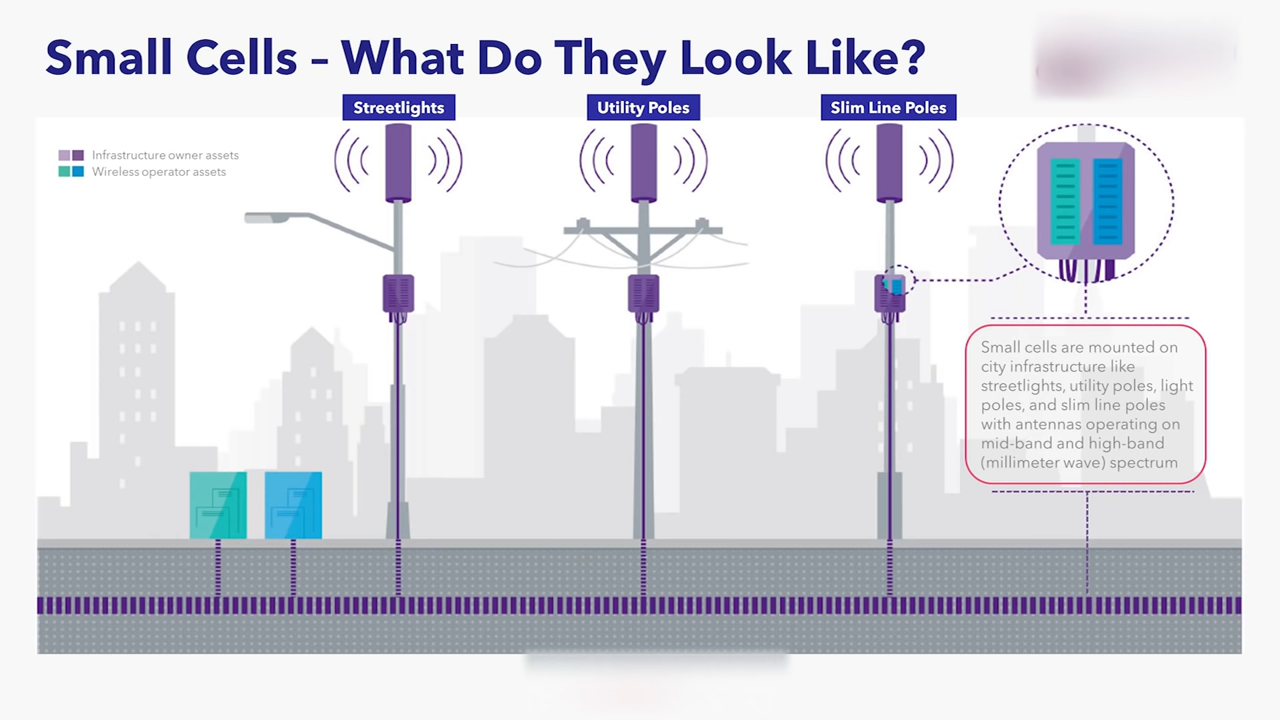 Small Cells – What Do They Look Like?
Streetlights
Utility Poles
Slim Line Poles
Infrastructure owner assets
Wireless operator assets
Small cells are mounted on
city infrastructure like
streetlights, utility poles, light
poles, and slim line poles
with antennas operating on
mid-band and high-band
(millimeter wave) spectrum